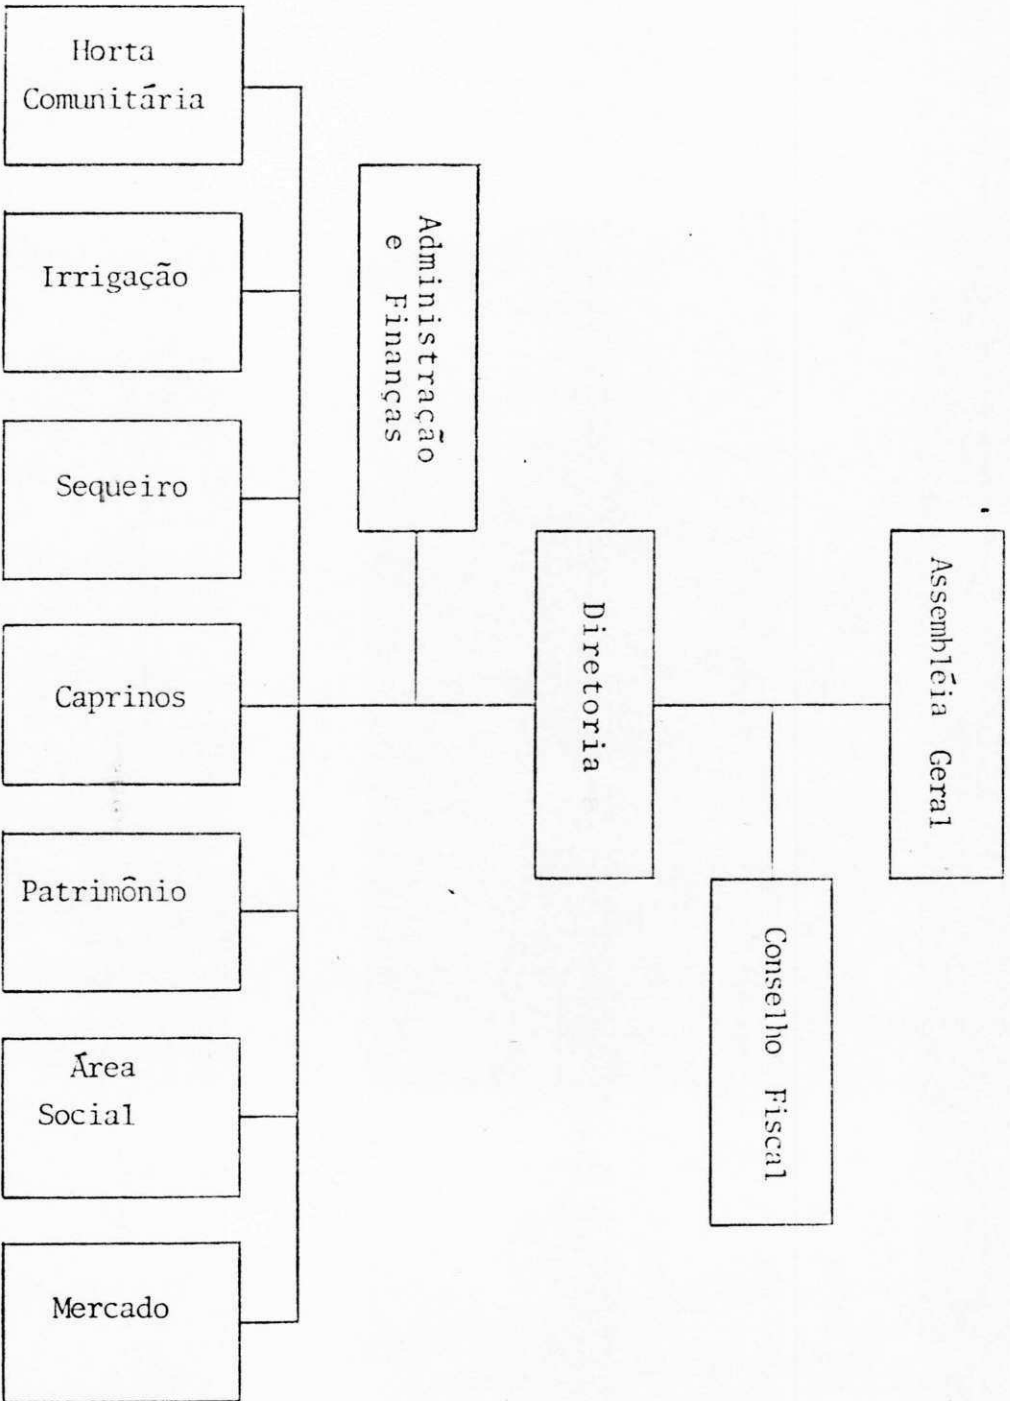 Assembléia Geral
Conselho Fiscal
Diretoria
Administração
e Finanças
Horta
Comunitária
Irrigação
Sequeiro
Caprinos
Patrimônio
Área
Social
Mercado